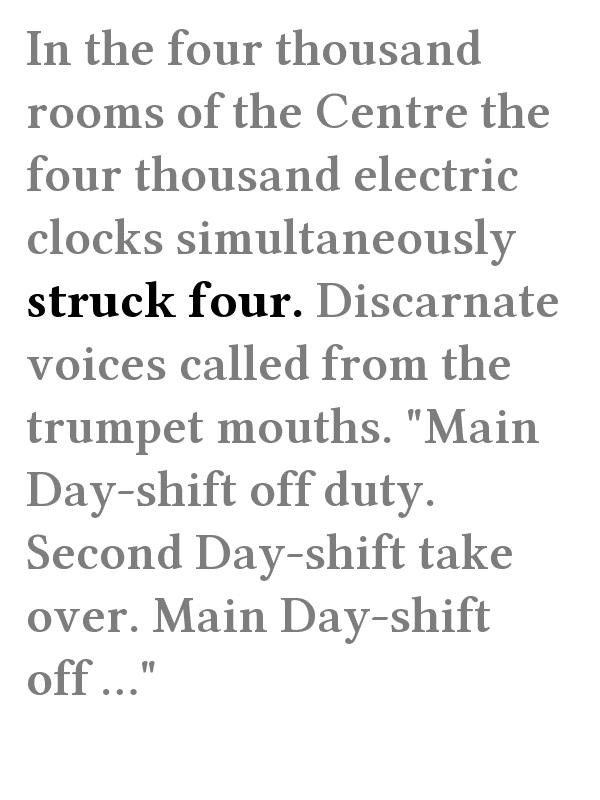 In the four thousand
rooms of the Centre the
four thousand electric
clocks simultaneously
struck four. Discarnate
voices called from the
trumpet mouths. "Main
Day-shift off duty.
Second Day-shift take
over. Main Day-shift
off ..."